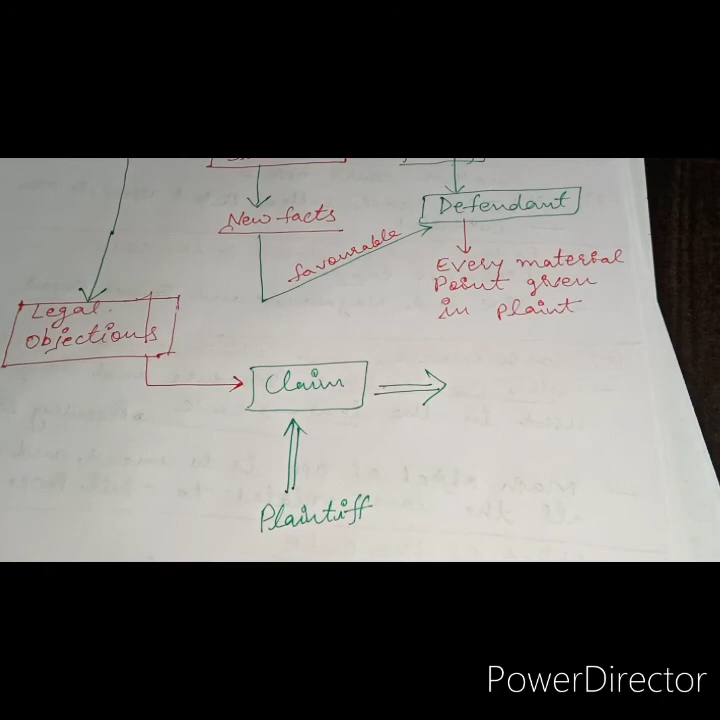 New facts
favourable
Defendant
Every material
Point given
in plaint
Legal
objections
Claim
Plaintiff
PowerDirector